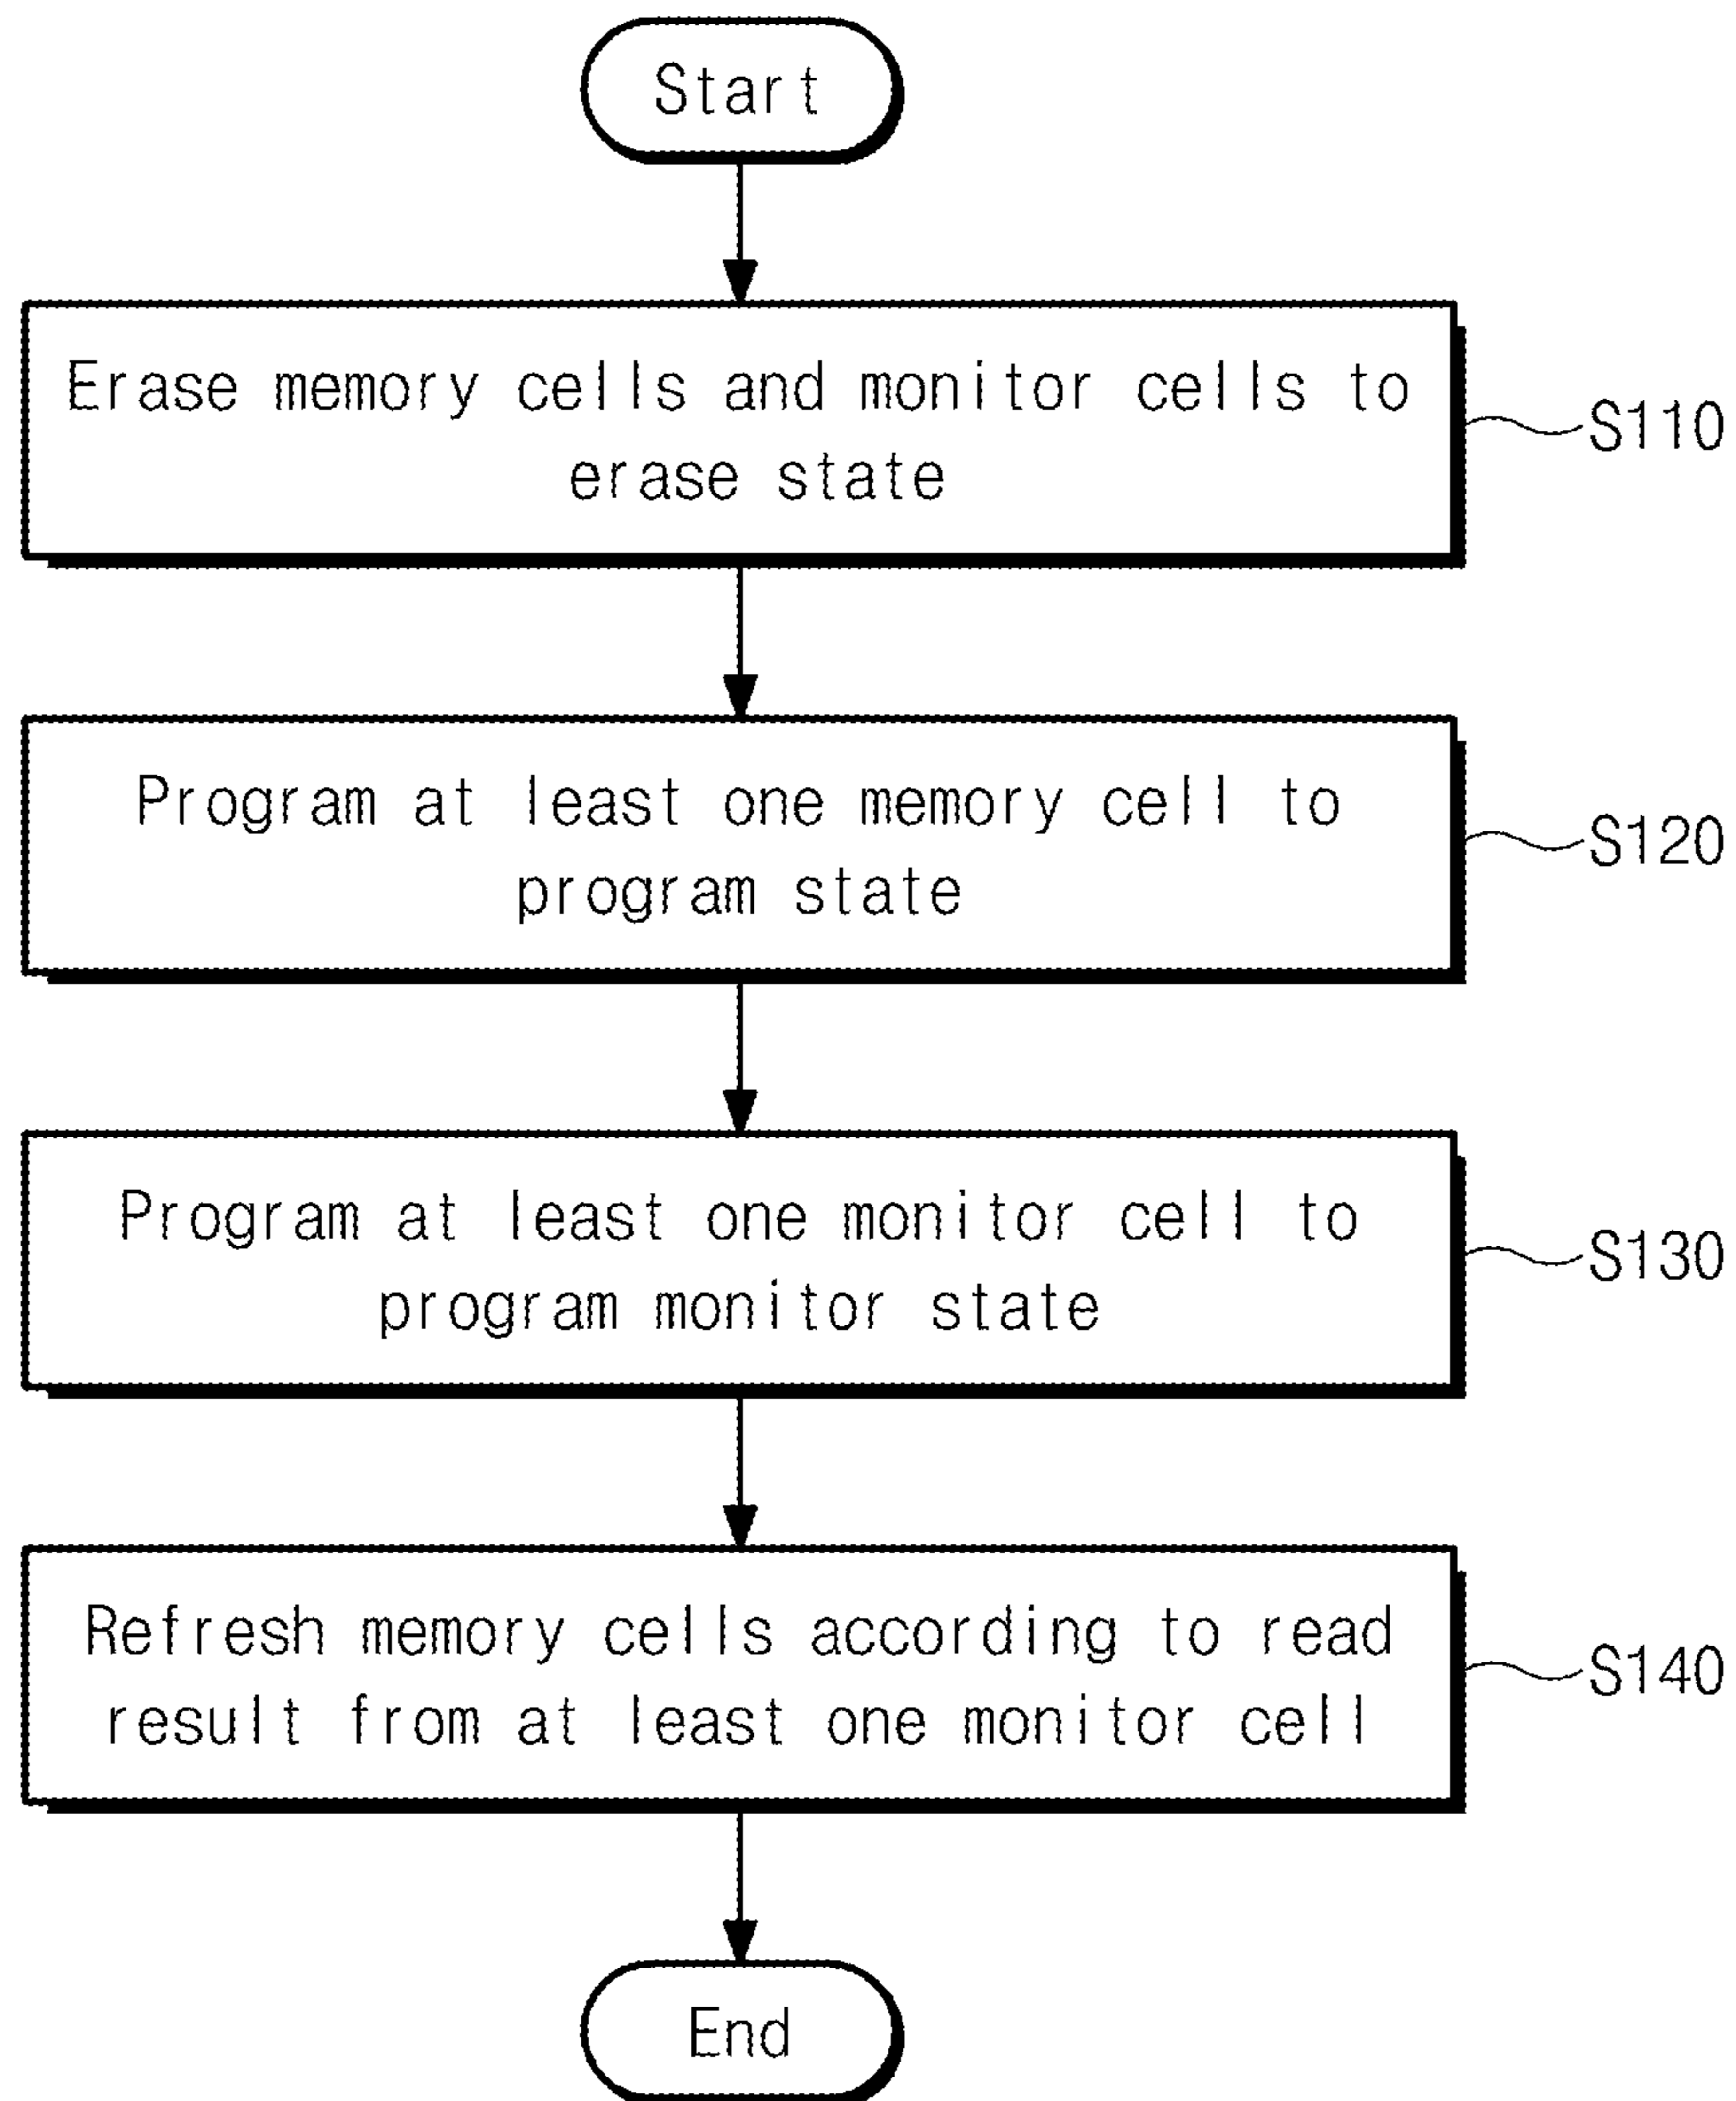 Start
Erase memory cells and monitor cells to
erase state
S110
Program at least one memory cell to
program state
S120
Program at least one monitor cell to
program monitor state
S130
Refresh memory cells according to read
result from at least one monitor cell
S140
End